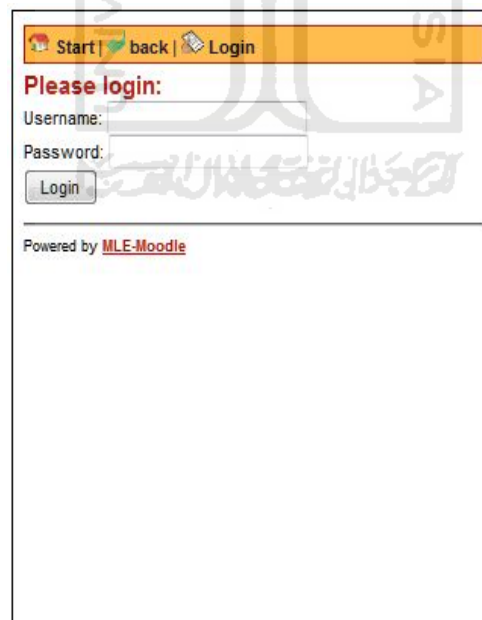 Start | back | Login
Please login:
Username:
Password:
Login
Powered by MLE-Moodle